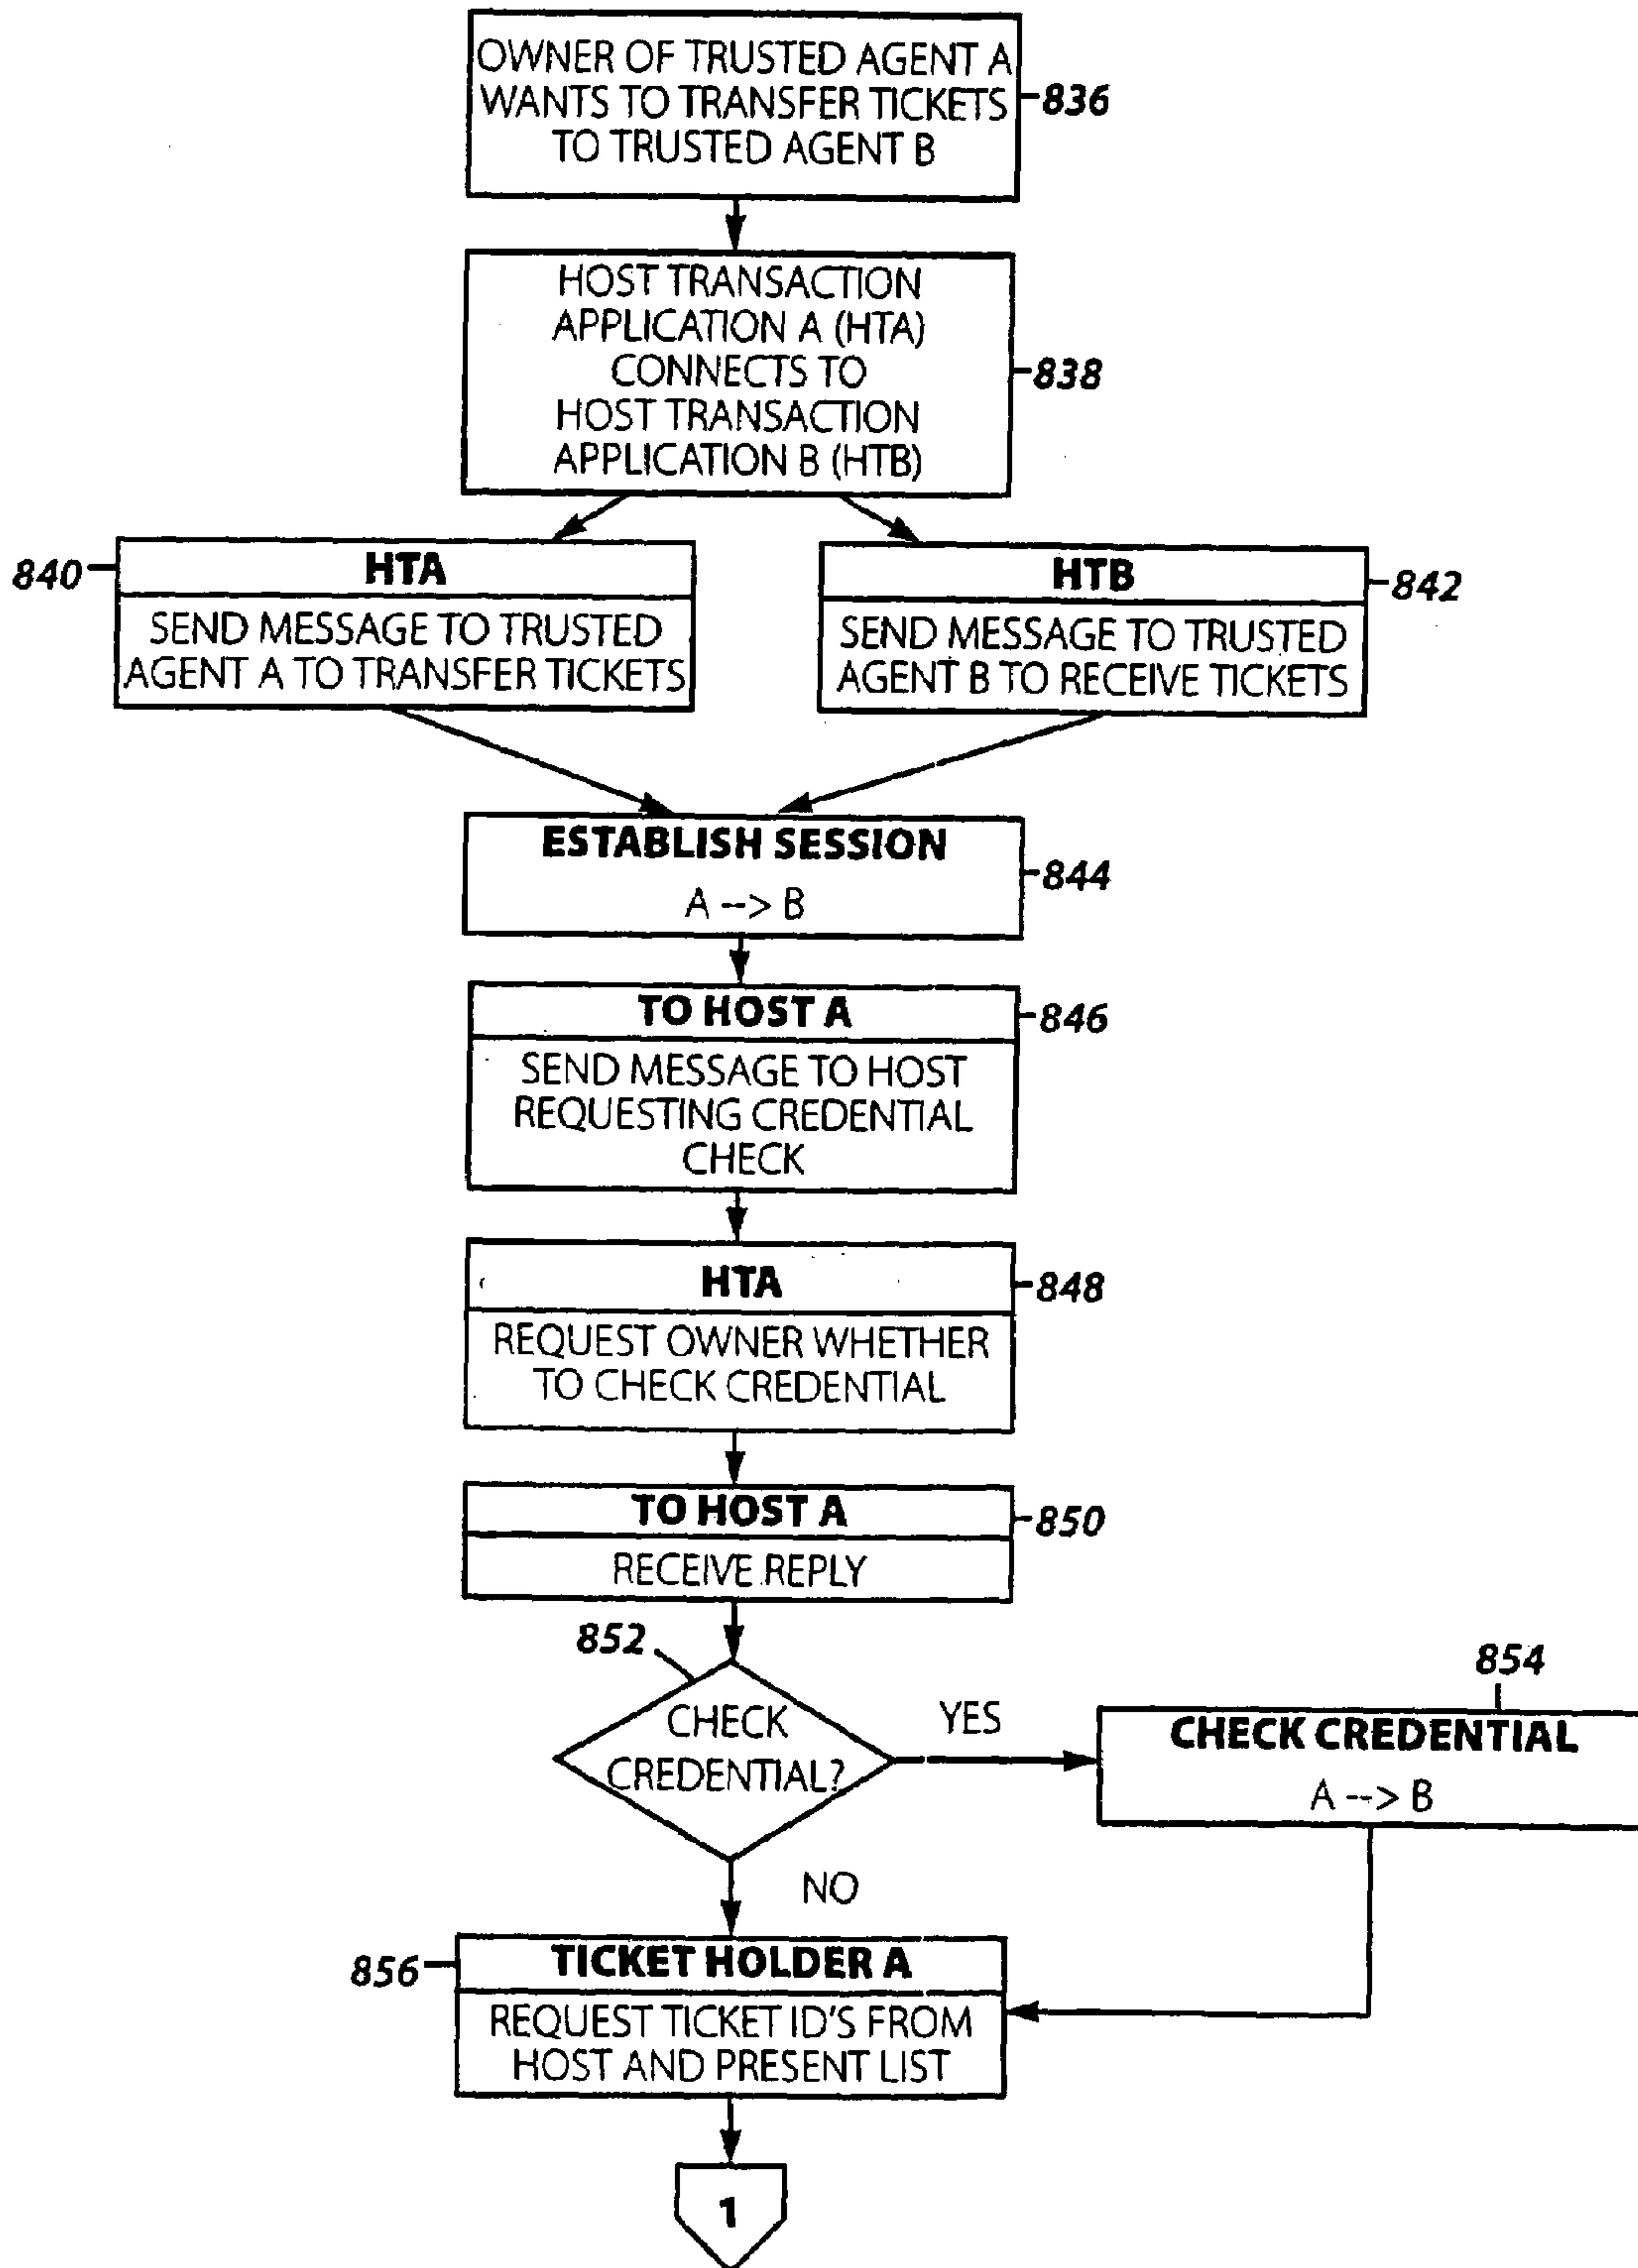 OWNER OF TRUSTED AGENT A
WANTS TO TRANSFER TICKETS
TO TRUSTED AGENT B
836
HOST TRANSACTION
APPLICATION A (HTA)
CONNECTS TO
HOST TRANSACTION
APPLICATION B (HTB)
838
840
HTA
SEND MESSAGE TO TRUSTED
AGENT A TO TRANSFER TICKETS
HTB
842
SEND MESSAGE TO TRUSTED
AGENT B TO RECEIVE TICKETS
ESTABLISH SESSION
844
A --> B
TO HOST A
846
SEND MESSAGE TO HOST
REQUESTING CREDENTIAL
CHECK
HTA
848
REQUEST OWNER WHETHER
TO CHECK CREDENTIAL
TO HOST A
850
RECEIVE REPLY
852
CHECK
CREDENTIAL?
YES
854
CHECK CREDENTIAL
A --> B
NO
856
TICKET HOLDER A
REQUEST TICKET ID'S FROM
HOST AND PRESENT LIST
1